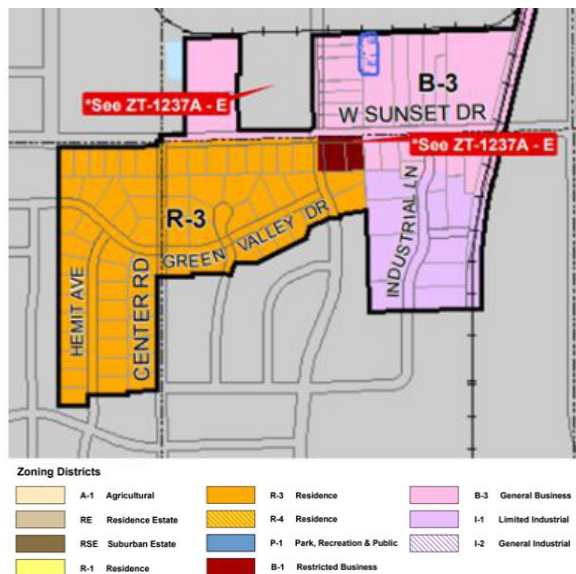 B-3
*See ZT-1237A - E
W SUNSET DR
*See ZT-1237A - E
R-3
GREEN VALLEY DR
INDUSTRIAL LN
HEMIT AVE
CENTER RD
Zoning Districts
A-1 Agricultural
RE Residence Estate
RSE Suburban Estate
R-1 Residence
R-3 Residence
R-4 Residence
P-1 Park, Recreation & Public
B-1 Restricted Business
B-3 General Business
I-1 Limited Industrial
I-2 General Industrial